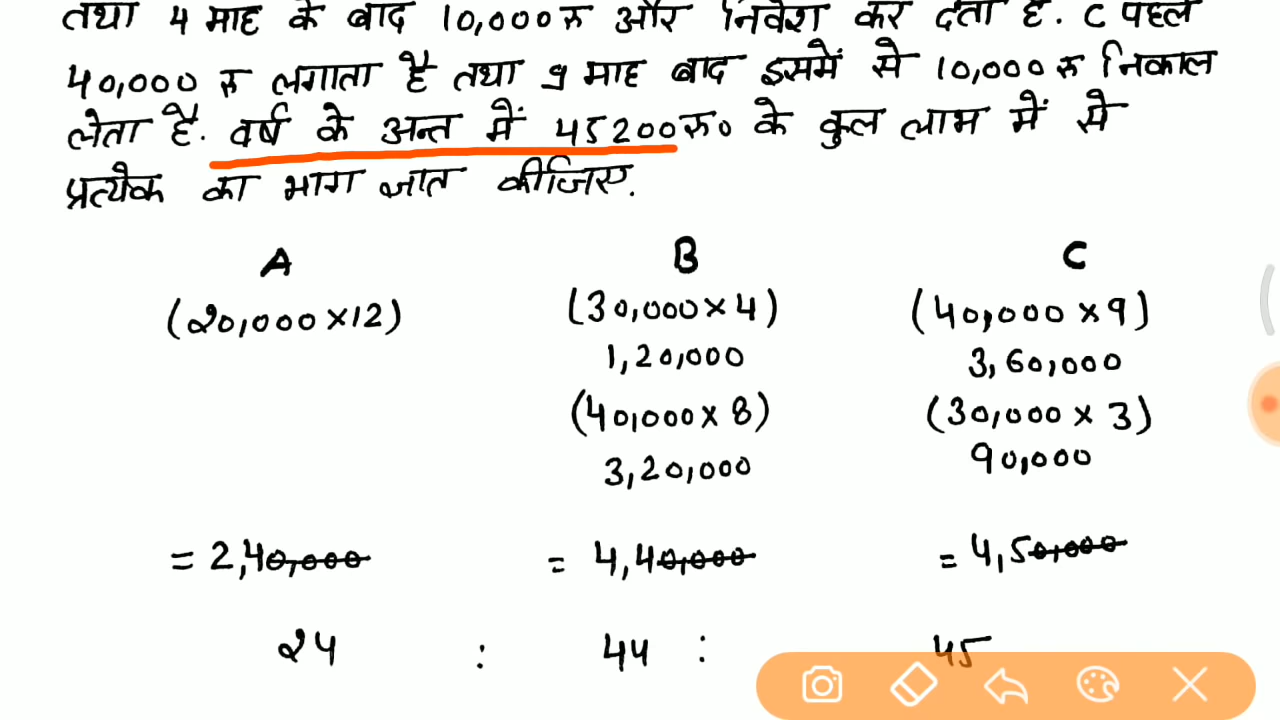 तथा 4 माह के बाद 10,000 रु और निवेश कर देता है. C पहले
40,000 रु लगाता है तथा 9 माह बाद इसमें से 10,000 रु निकाल
लेता है. वर्ष के अन्त में 45200 रु० के कुल लाभ में से
प्रत्येक का भाग ज्ञात कीजिए.
A B C
(20,000×12) (30,000×4) (40,000×9)
1,20,000 3,60,000
(40,000×8) (30,000×3)
3,20,000 90,000
= 2,40,000 = 4,40,000 = 4,50,000
24 : 44 : 45